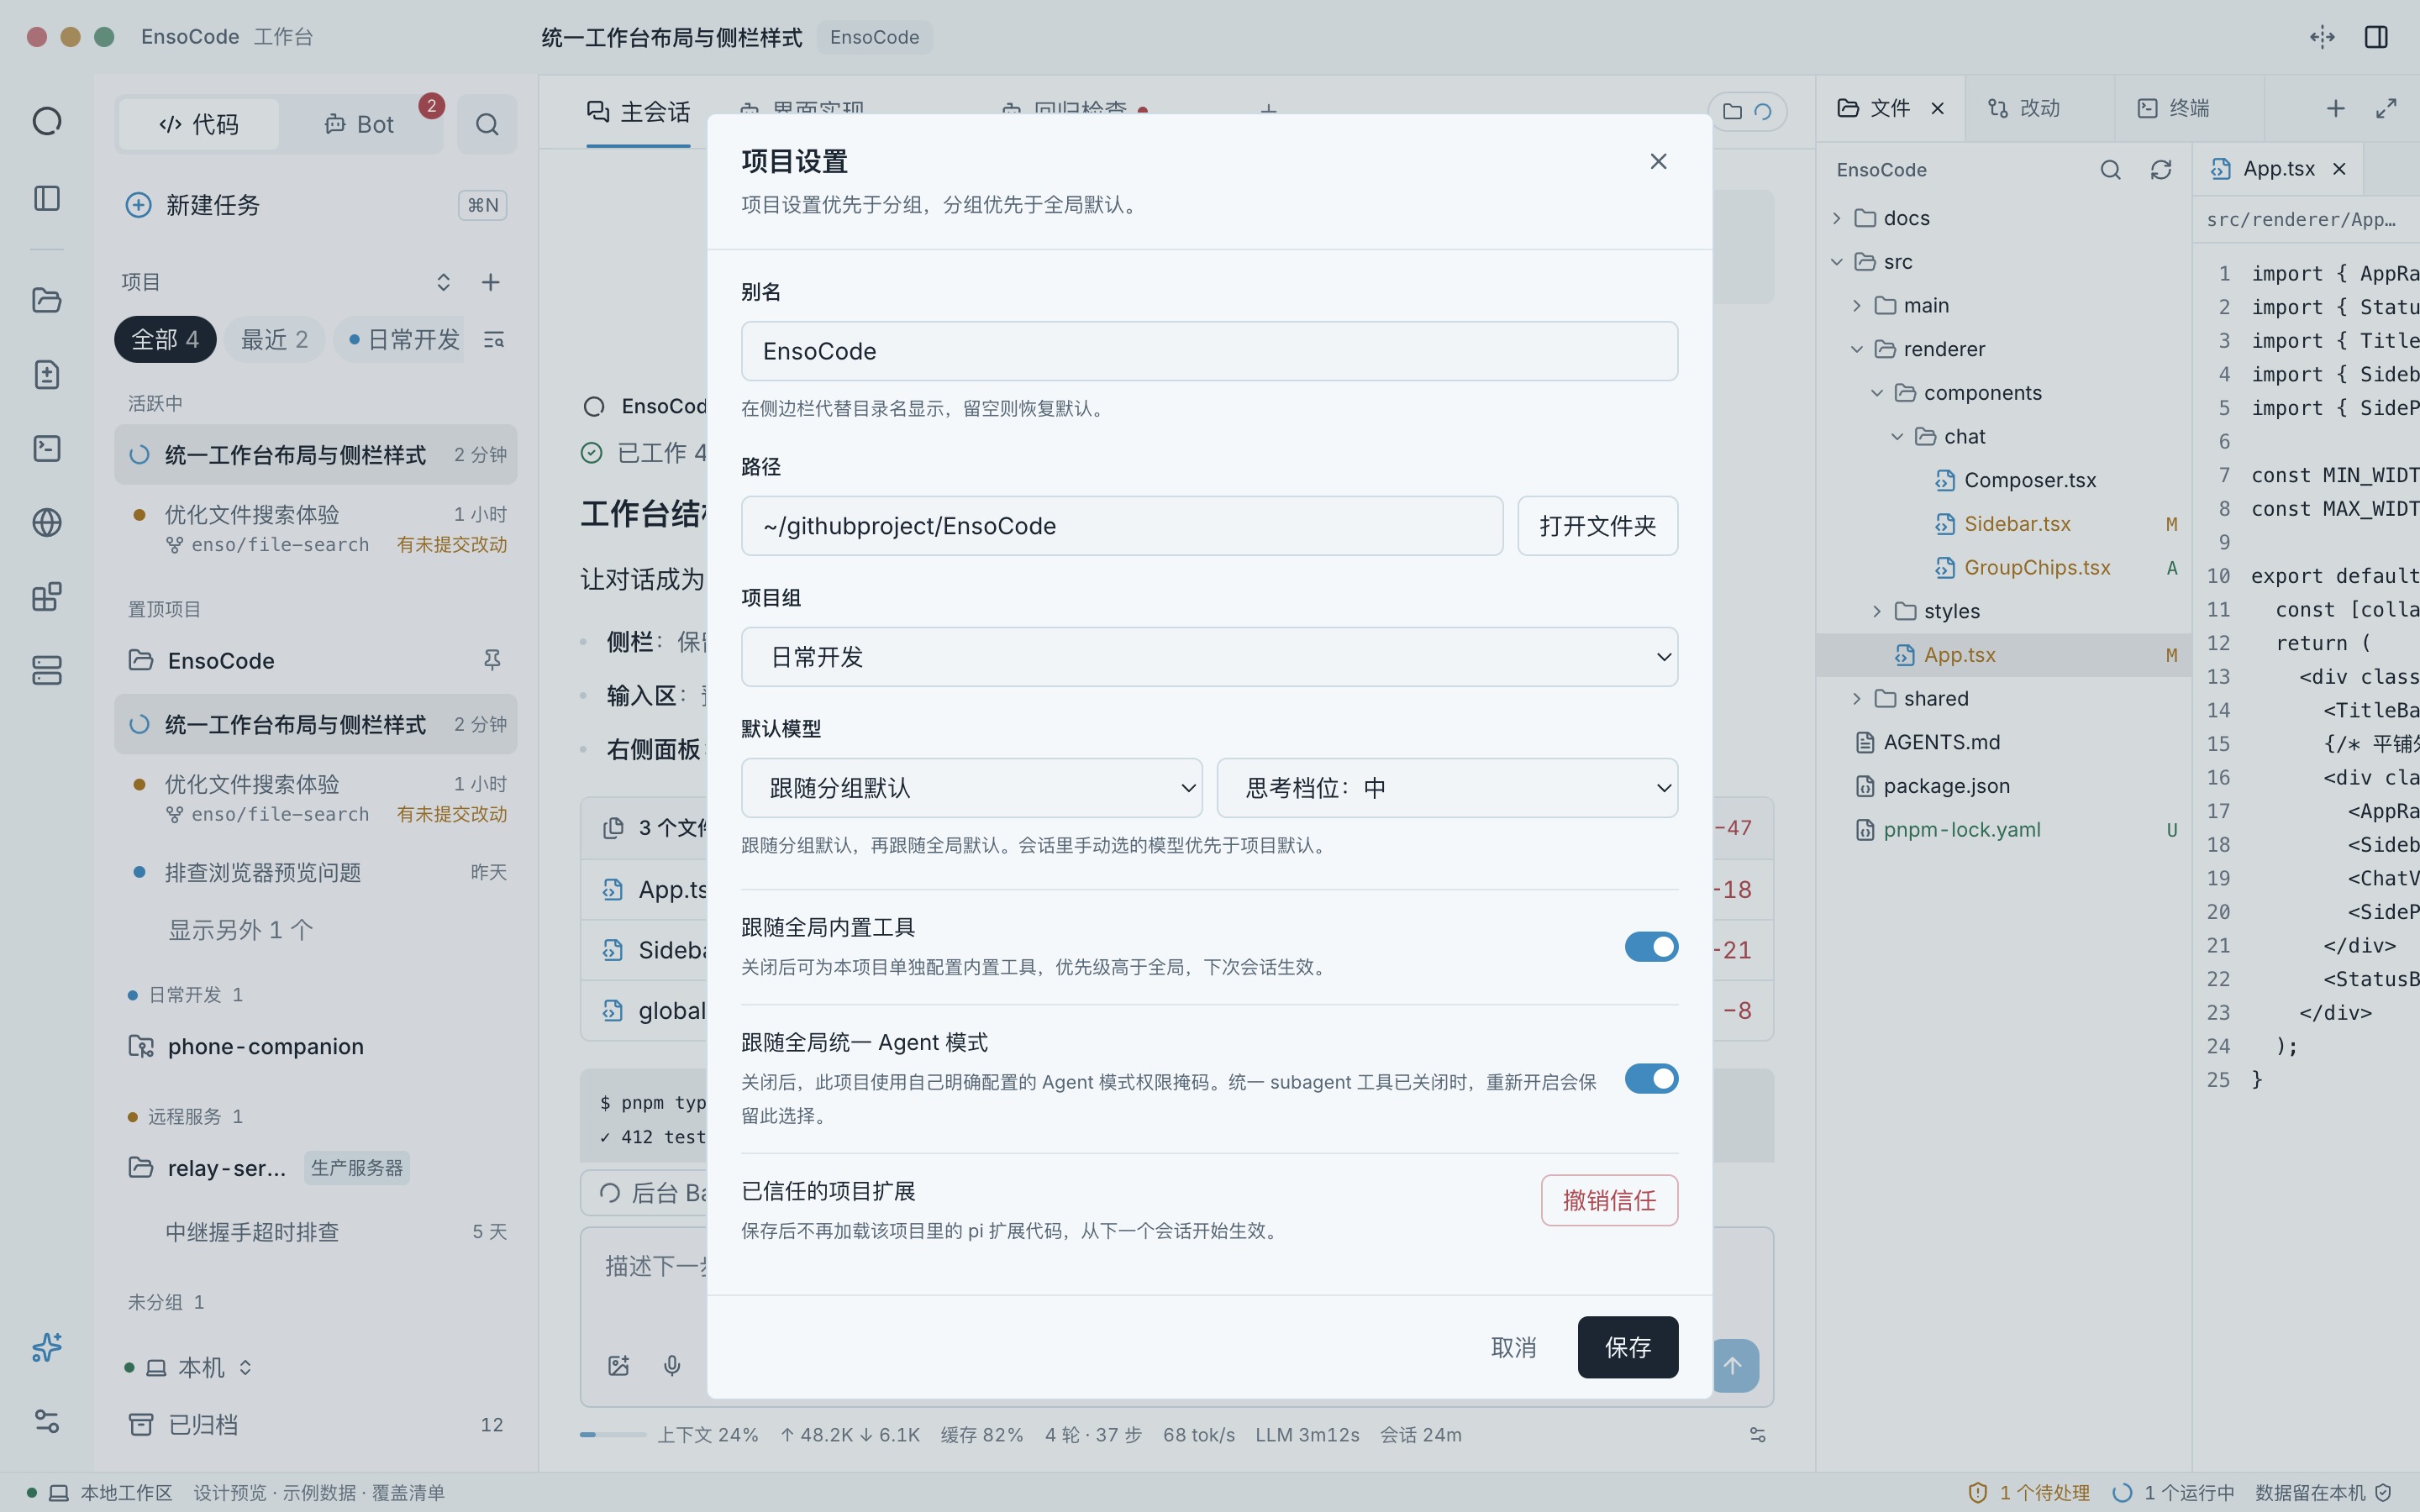 EnsoCode 工作台
统一工作台布局与侧栏样式 EnsoCode
代码
Bot 2
新建任务 ⌘N
项目
全部 4
最近 2
日常开发
活跃中
统一工作台布局与侧栏样式 2 分钟
优化文件搜索体验 1 小时
enso/file-search 有未提交改动
置顶项目
EnsoCode
统一工作台布局与侧栏样式 2 分钟
优化文件搜索体验 1 小时
enso/file-search 有未提交改动
排查浏览器预览问题 昨天
显示另外 1 个
日常开发 1
phone-companion
远程服务 1
relay-ser... 生产服务器
中继握手超时排查 5 天
未分组 1
本机
已归档 12
主会话
界面实现
回归检查
EnsoCod
已工作 4
工作台结
让对话成为
侧栏：保
输入区：
右侧面板
3 个文件 −47
App.ts -18
Sideba -21
global −8
$ pnpm typ
✓ 412 test
后台 Ba
描述下一步
上下文 24% ↑ 48.2K ↓ 6.1K 缓存 82% 4 轮 · 37 步 68 tok/s LLM 3m12s 会话 24m
项目设置
项目设置优先于分组，分组优先于全局默认。
别名
EnsoCode
在侧边栏代替目录名显示，留空则恢复默认。
路径
~/githubproject/EnsoCode 打开文件夹
项目组
日常开发
默认模型
跟随分组默认 思考档位：中
跟随分组默认，再跟随全局默认。会话里手动选的模型优先于项目默认。
跟随全局内置工具
关闭后可为本项目单独配置内置工具，优先级高于全局，下次会话生效。
跟随全局统一 Agent 模式
关闭后，此项目使用自己明确配置的 Agent 模式权限掩码。统一 subagent 工具已关闭时，重新开启会保
留此选择。
已信任的项目扩展 撤销信任
保存后不再加载该项目里的 pi 扩展代码，从下一个会话开始生效。
取消 保存
文件
改动
终端
EnsoCode
docs
src
main
renderer
components
chat
Composer.tsx
Sidebar.tsx M
GroupChips.tsx A
styles
App.tsx M
shared
AGENTS.md
package.json
pnpm-lock.yaml U
App.tsx
src/renderer/App…
1 import { AppRa
2 import { Statu
3 import { Title
4 import { Sideb
5 import { SideP
6
7 const MIN_WIDT
8 const MAX_WIDT
9
10 export default
11 const [colla
12 return (
13 <div class
14 <TitleBa
15 {/* 平铺
16 <div cla
17 <AppRa
18 <Sideb
19 <ChatV
20 <SideP
21 </div>
22 <StatusB
23 </div>
24 );
25 }
本地工作区 设计预览 · 示例数据 · 覆盖清单
1 个待处理 1 个运行中 数据留在本机